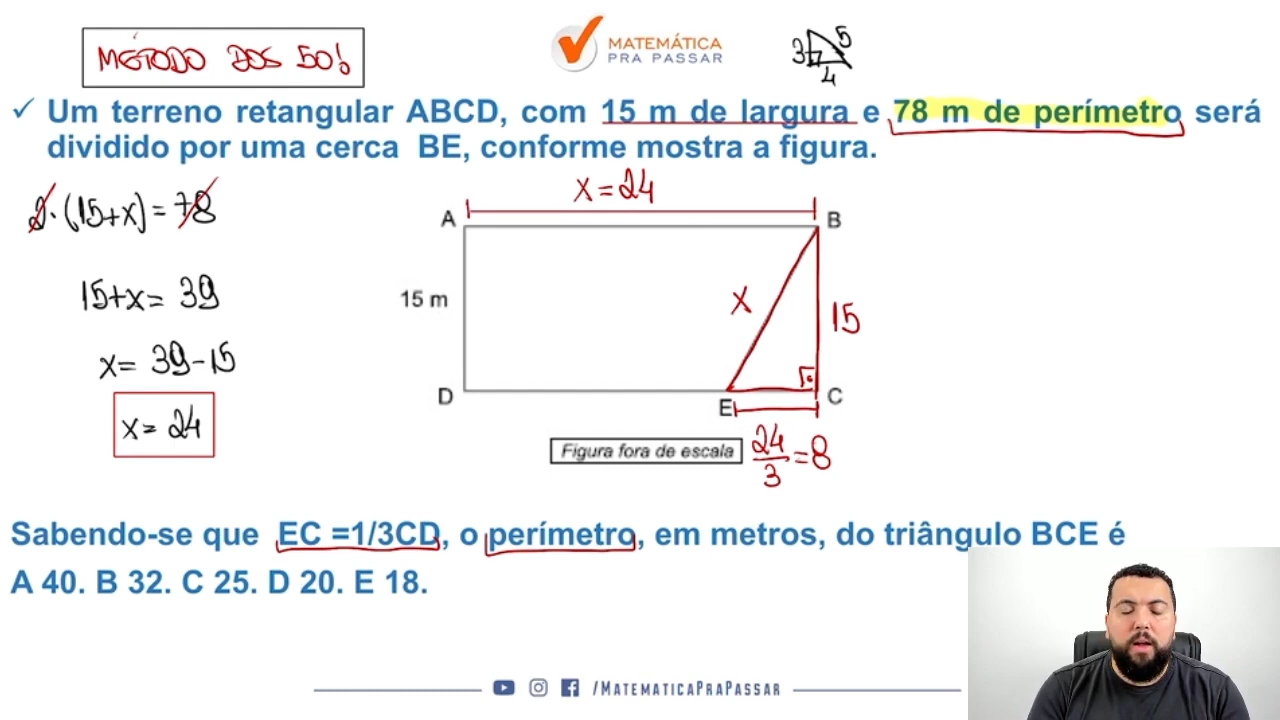 MÉTODO DOS 50!
MATEMÁTICA
PRA PASSAR
3 5
4
✓ Um terreno retangular ABCD, com 15 m de largura e 78 m de perímetro será
dividido por uma cerca BE, conforme mostra a figura.
x = 24
2·(15+x) = 78
A B
15+x = 39
15 m x 15
x = 39-15
D E C
x = 24
Figura fora de escala
24/3 = 8
Sabendo-se que EC =1/3CD, o perímetro, em metros, do triângulo BCE é
A 40. B 32. C 25. D 20. E 18.
/MATEMATICAPRAPASSAR